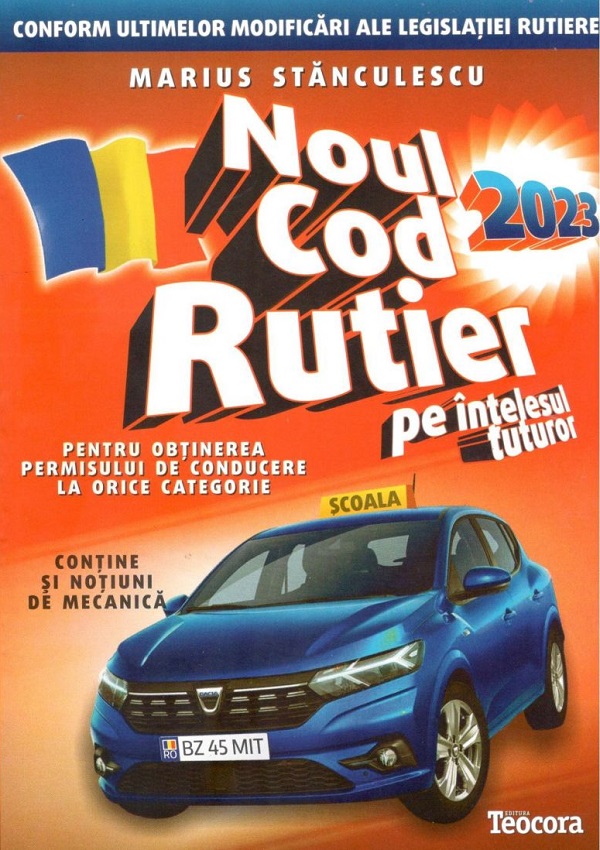 CONFORM ULTIMELOR MODIFICĂRI ALE LEGISLAȚIEI RUTIERE
MARIUS STĂNCULESCU
Noul
Cod
2023
Rutier
pe înțelesul
tuturor
PENTRU OBȚINEREA
PERMISULUI DE CONDUCERE
LA ORICE CATEGORIE
ȘCOALA
CONȚINE
ȘI NOȚIUNI
DE MECANICĂ
DACIA
RO BZ 45 MIT
EDITURA
Teocora